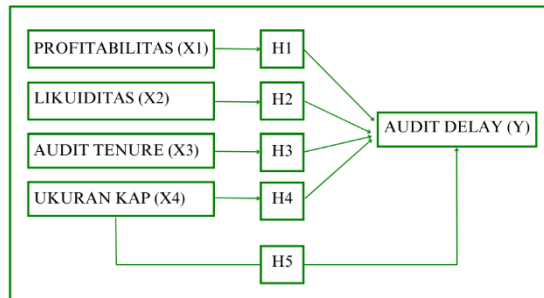 PROFITABILITAS (X1)
H1
LIKUIDITAS (X2)
H2
AUDIT DELAY (Y)
AUDIT TENURE (X3)
H3
UKURAN KAP (X4)
H4
H5